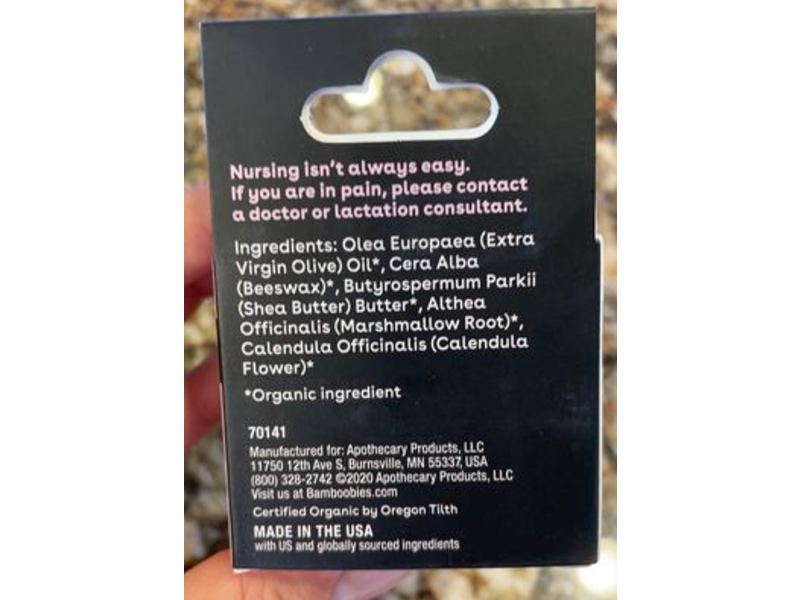 Nursing isn't always easy.
If you are in pain, please contact
a doctor or lactation consultant.
Ingredients: Olea Europaea (Extra
Virgin Olive) Oil*, Cera Alba
(Beeswax)*, Butyrospermum Parkii
(Shea Butter) Butter*, Althea
Officinalis (Marshmallow Root)*,
Calendula Officinalis (Calendula
Flower)*
*Organic ingredient
70141
Manufactured for: Apothecary Products, LLC
11750 12th Ave S, Burnsville, MN 55337, USA
(800) 328-2742 ©2020 Apothecary Products, LLC
Visit us at Bamboobies.com
Certified Organic by Oregon Tilth
MADE IN THE USA
with US and globally sourced ingredients